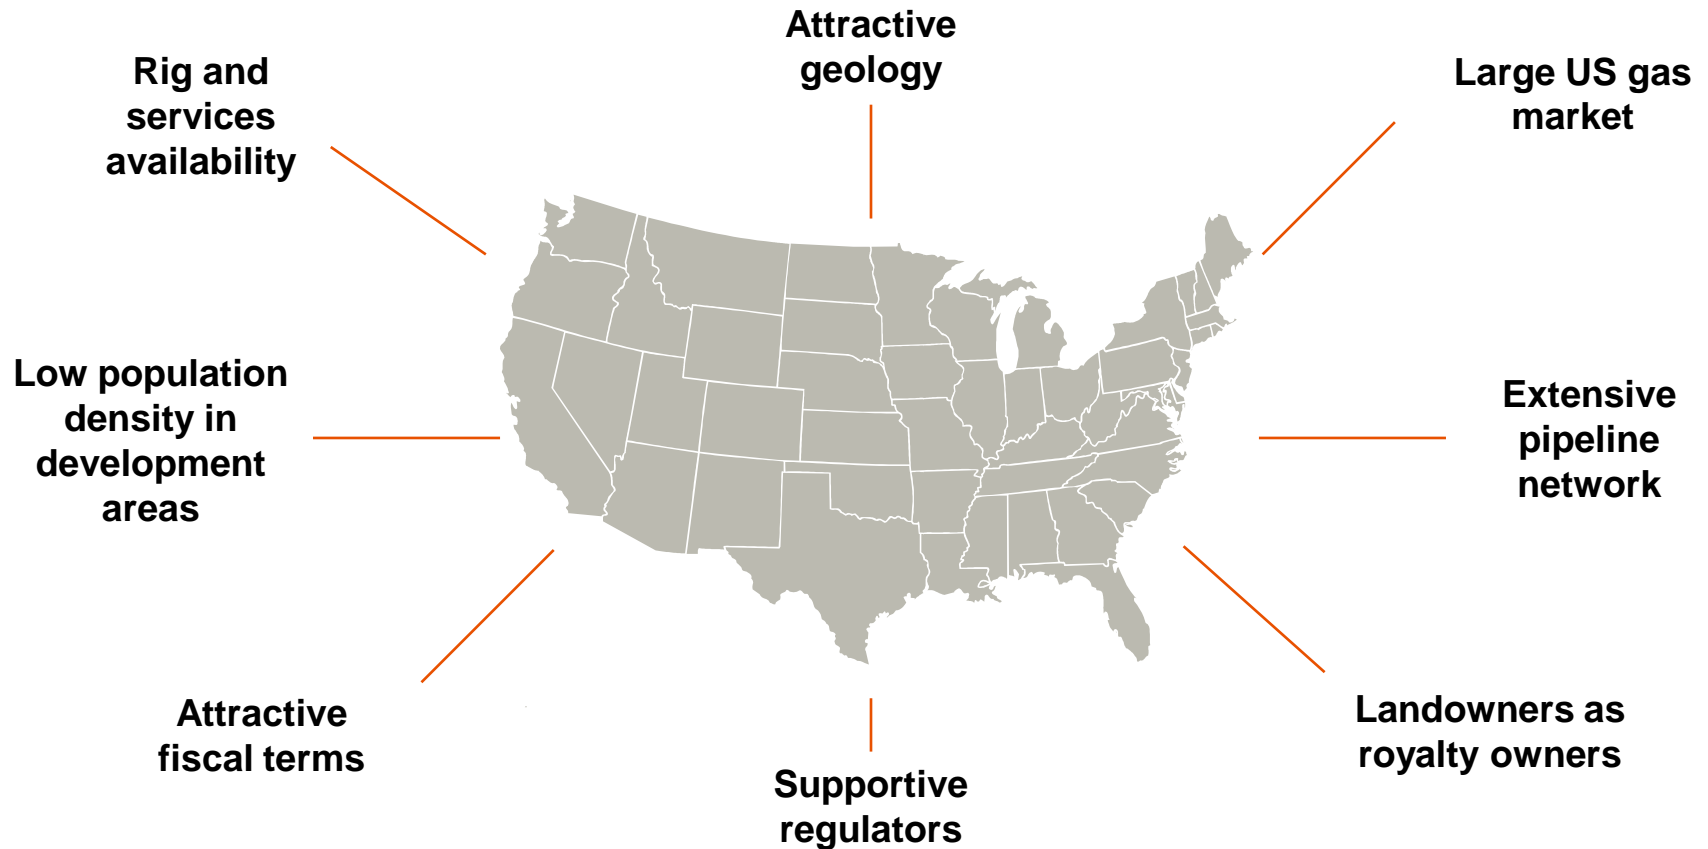 Attractive
geology
Rig and
services
availability
Large US gas
market
Low population
density in
development
areas
Extensive
pipeline
network
Attractive
fiscal terms
Landowners as
royalty owners
Supportive
regulators